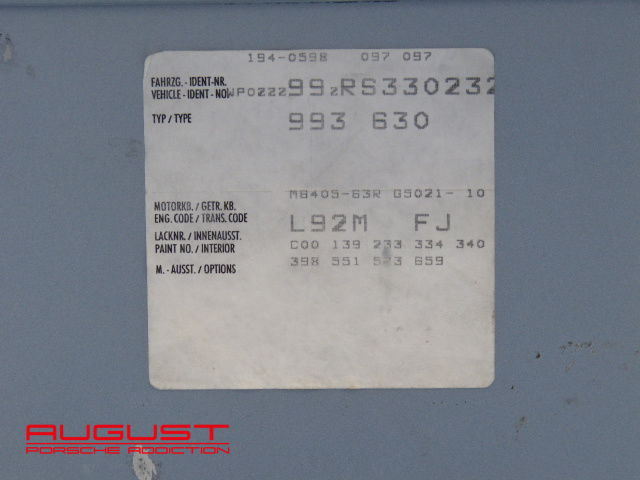 194-0598 097 097
FAHRZG. - IDENT-NR.
VEHICLE - IDENT - NO. WP0ZZZ99ZRS330232
TYP / TYPE 993 630
M8405-63R G5021- 10
MOTORKB. / GETR. KB.
ENG. CODE / TRANS. CODE L92M FJ
LACKNR. / INNENAUSST.
PAINT NO. / INTERIOR C00 139 233 334 340
M. - AUSST. / OPTIONS 398 551 573 659
AUGUST
PORSCHE ADDICTION